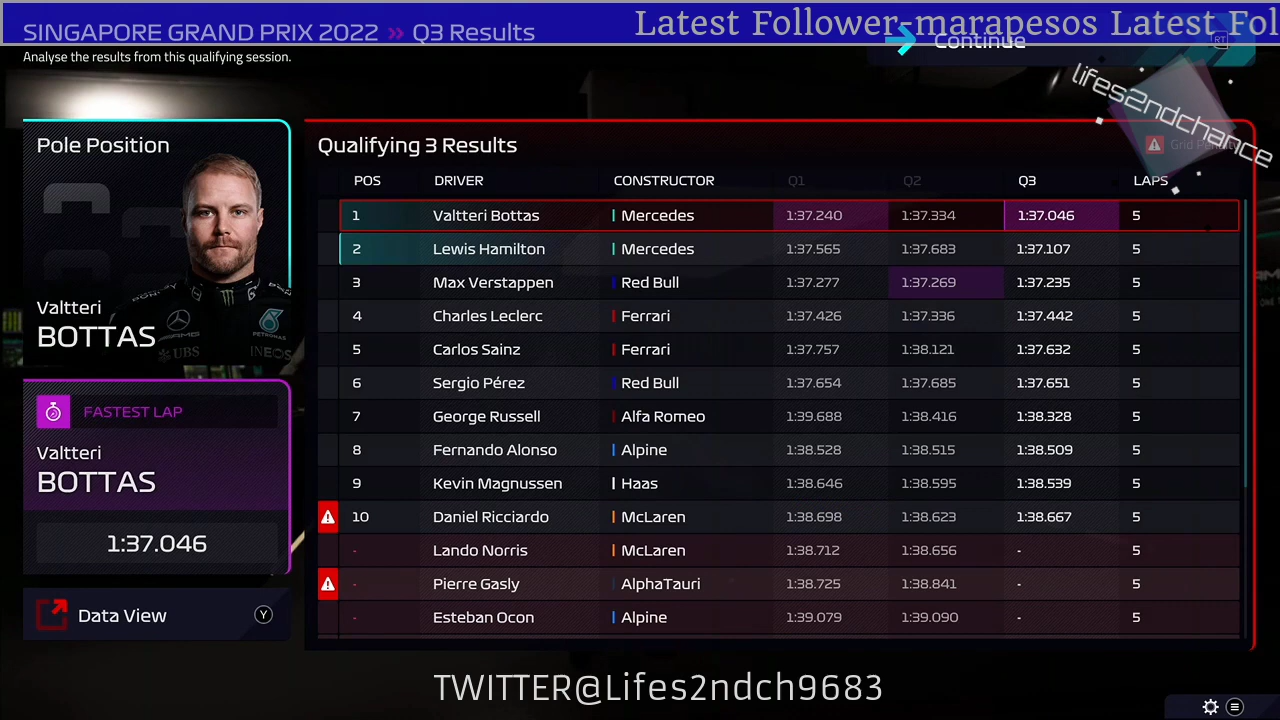 SINGAPORE GRAND PRIX 2022 » Q3 Results
Latest Follower-marapesos Latest Fol
Analyse the results from this qualifying session.
Continue
RT
lifes2ndchance
Pole Position
Valtteri
BOTTAS
UBS
PETRONAS
INEOS
FASTEST LAP
Valtteri
BOTTAS
1:37.046
Data View Y
Qualifying 3 Results
Grid Penalty
POS DRIVER CONSTRUCTOR Q1 Q2 Q3 LAPS
1 Valtteri Bottas Mercedes 1:37.240 1:37.334 1:37.046 5
2 Lewis Hamilton Mercedes 1:37.565 1:37.683 1:37.107 5
3 Max Verstappen Red Bull 1:37.277 1:37.269 1:37.235 5
4 Charles Leclerc Ferrari 1:37.426 1:37.336 1:37.442 5
5 Carlos Sainz Ferrari 1:37.757 1:38.121 1:37.632 5
6 Sergio Pérez Red Bull 1:37.654 1:37.685 1:37.651 5
7 George Russell Alfa Romeo 1:39.688 1:38.416 1:38.328 5
8 Fernando Alonso Alpine 1:38.528 1:38.515 1:38.509 5
9 Kevin Magnussen Haas 1:38.646 1:38.595 1:38.539 5
10 Daniel Ricciardo McLaren 1:38.698 1:38.623 1:38.667 5
- Lando Norris McLaren 1:38.712 1:38.656 - 5
- Pierre Gasly AlphaTauri 1:38.725 1:38.841 - 5
- Esteban Ocon Alpine 1:39.079 1:39.090 - 5
TWITTER@Lifes2ndch9683